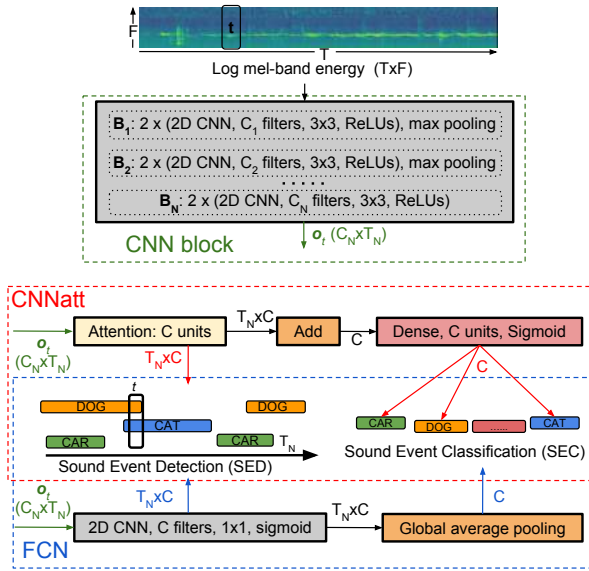 F
t
T
Log mel-band energy (TxF)
B1: 2 x (2D CNN, C1 filters, 3x3, ReLUs), max pooling
B2: 2 x (2D CNN, C2 filters, 3x3, ReLUs), max pooling
.....
BN: 2 x (2D CNN, CN filters, 3x3, ReLUs)
CNN block
ot (CNxTN)
CNNatt
Attention: C units
TNxC
Add
C
Dense, C units, Sigmoid
ot
(CNxTN)
TNxC
C
t
DOG
DOG
CAT
CAR
CAR
TN
Sound Event Detection (SED)
CAR
DOG
......
CAT
Sound Event Classification (SEC)
ot
(CNxTN)
TNxC
C
2D CNN, C filters, 1x1, sigmoid
TNxC
Global average pooling
FCN